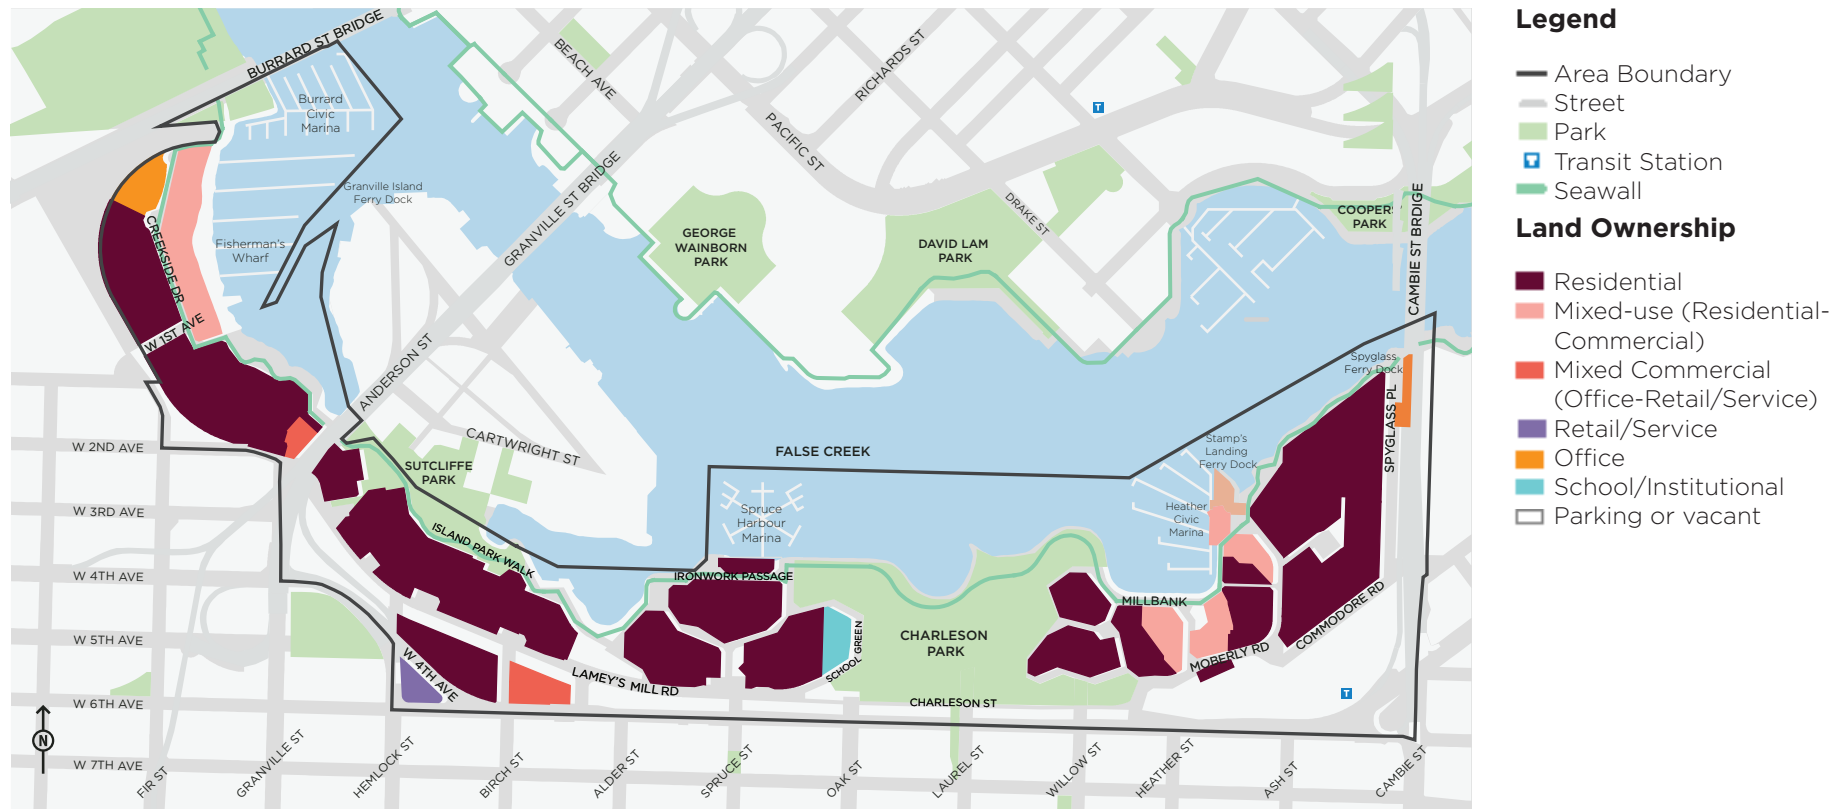 BURRARD ST BRIDGE
Burrard
Civic
Marina
BEACH AVE
RICHARDS ST
T
PACIFIC ST
Granville Island
Ferry Dock
GRANVILLE ST BRIDGE
GEORGE
WAINBORN
PARK
DAVID LAM
PARK
DRAKE ST
COOPERS
PARK
CAMBIE ST BRDIGE
Fisherman's
Wharf
CREEKSIDE DR
W 1ST AVE
ANDERSON ST
CARTWRIGHT ST
SUTCLIFFE
PARK
FALSE CREEK
Spyglass
Ferry Dock
SPYGLASS PL
Stamp's
Landing
Ferry Dock
Heather
Civic
Marina
Spruce
Harbour
Marina
ISLAND PARK WALK
IRONWORK PASSAGE
MILLBANK
CHARLESON
PARK
SCHOOL GREEN
LAMEY'S MILL RD
W 4TH AVE
MOBERLY RD
COMMODORE RD
CHARLESON ST
T
W 2ND AVE
W 3RD AVE
W 4TH AVE
W 5TH AVE
W 6TH AVE
W 7TH AVE
N
FIR ST
GRANVILLE ST
HEMLOCK ST
BIRCH ST
ALDER ST
SPRUCE ST
OAK ST
LAUREL ST
WILLOW ST
HEATHER ST
ASH ST
CAMBIE ST
Legend
Area Boundary
Street
Park
T Transit Station
Seawall
Land Ownership
Residential
Mixed-use (Residential-
Commercial)
Mixed Commercial
(Office-Retail/Service)
Retail/Service
Office
School/Institutional
Parking or vacant